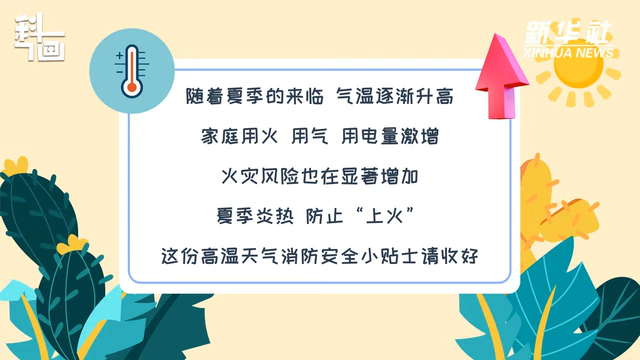 科画
新华社
XINHUA NEWS
随着夏季的来临 气温逐渐升高
家庭用火 用气 用电量激增
火灾风险也在显著增加
夏季炎热 防止“上火”
这份高温天气消防安全小贴士请收好